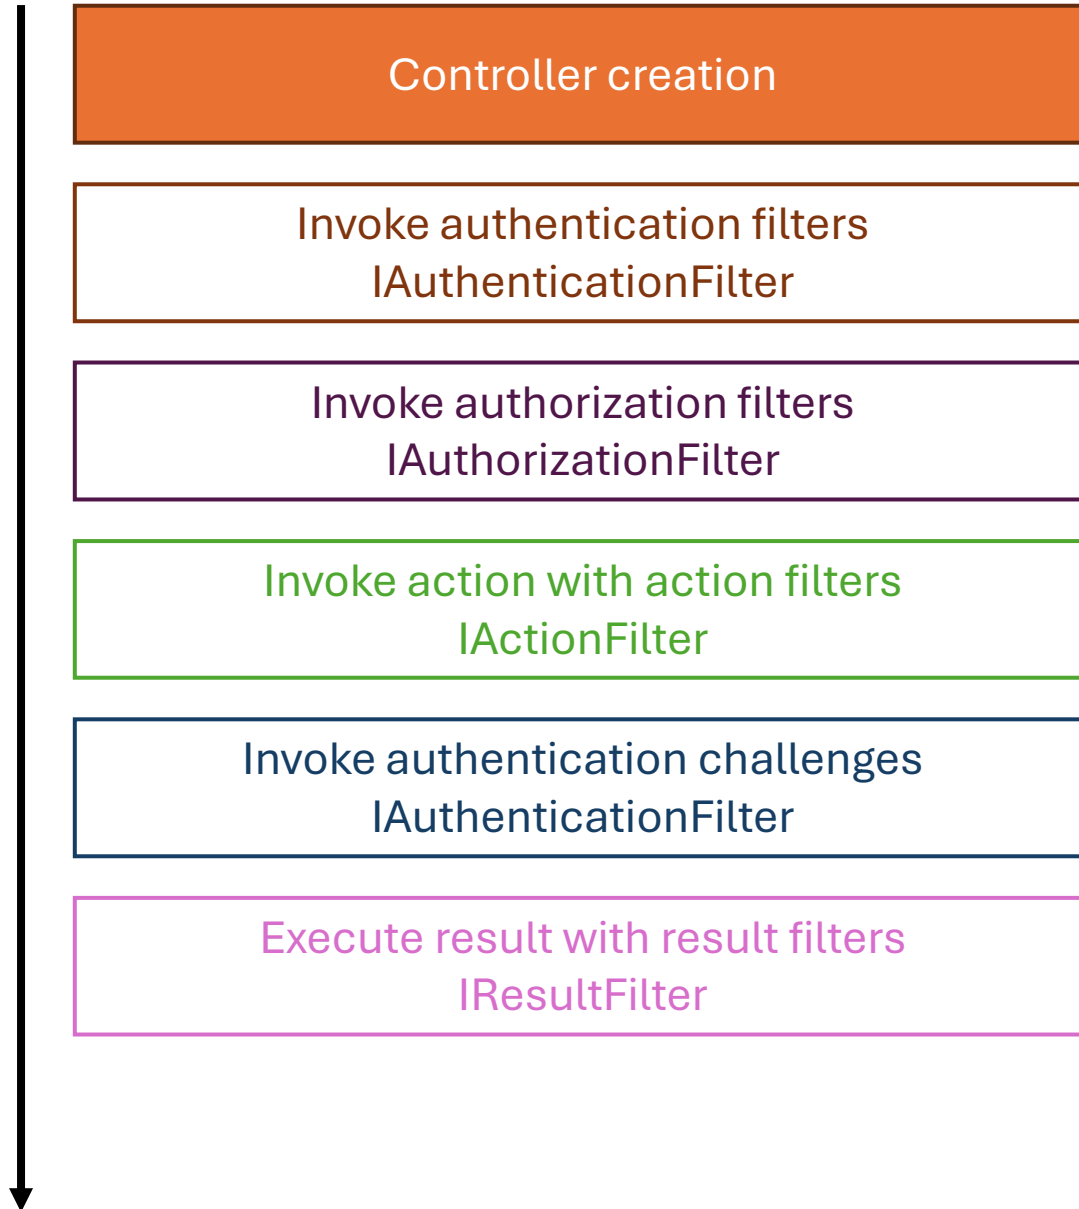 Controller creation
Invoke authentication filters
IAuthenticationFilter
Invoke authorization filters
IAuthorizationFilter
Invoke action with action filters
IActionFilter
Invoke authentication challenges
IAuthenticationFilter
Execute result with result filters
IResultFilter